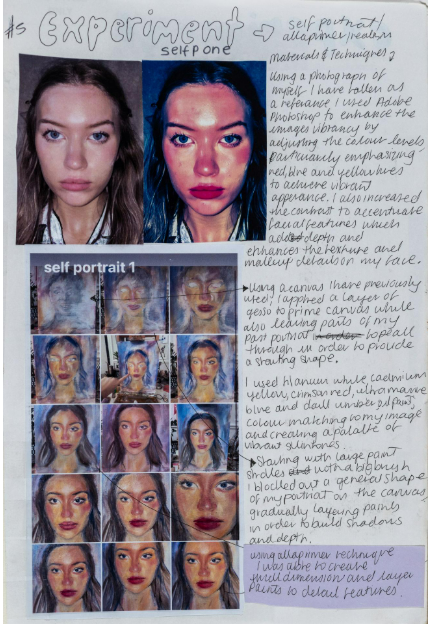 #5 Experiment → self portrait/
allaprimer/realism
self pone
materials & Techniques;
Using a photograph of
myself I have taken as
a referance I used Adobe
Photoshop to enhance the
images vibrancy by
adjusting the colour levels
particularly emphasizing
red, blue and yellow hues
to achieve vibrant
apperance. I also increased
the contrast to accentuate
facial features which
adds depth and
enhances the texture and
makeup details on my face.
self portrait 1
Using a canvas I have previously
used, I applied a layer of
gesso to prime canvas while
also leaving parts of my
past portrait to peak
through in order to provide
a starting shape.
I used titanium white, cadmium
yellow, crimson red, ultramarine
blue and dark umber oil paint,
colour matching to my image
and creating a palatte of
vibrant skintones.
Starting with large paint
strokes with a big brush
I blocked out a general shape
of my portrait on the canvas,
gradually layering paints
in order to build shadows
and depth.
using allaprimer technique
I was able to create
three dimension and layer
paints to detail features.